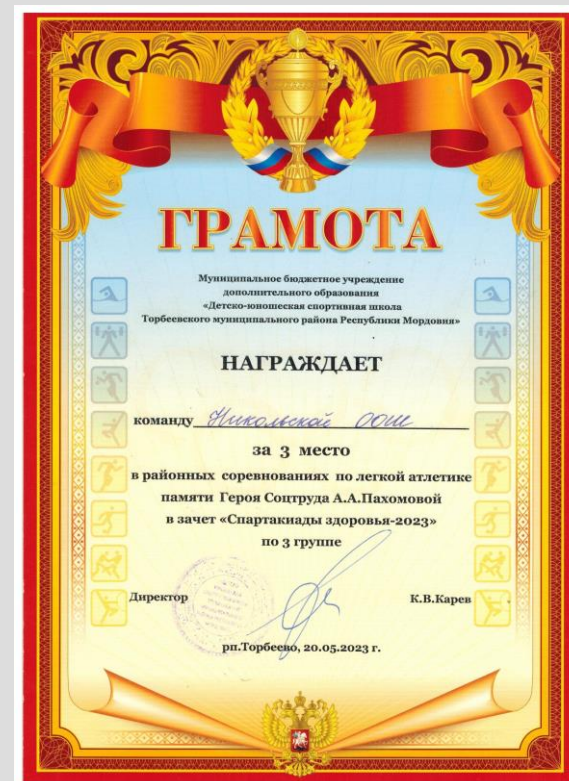 ГРАМОТА
Муниципальное бюджетное учреждение
дополнительного образования
«Детско-юношеская спортивная школа
Торбеевского муниципального района Республики Мордовия»
НАГРАЖДАЕТ
команду Никольской ООШ
за 3 место
в районных соревнованиях по легкой атлетике
памяти Героя Соцтруда А.А.Пахомовой
в зачет «Спартакиады здоровья-2023»
по 3 группе
Директор К.В.Карев
рп.Торбеево, 20.05.2023 г.